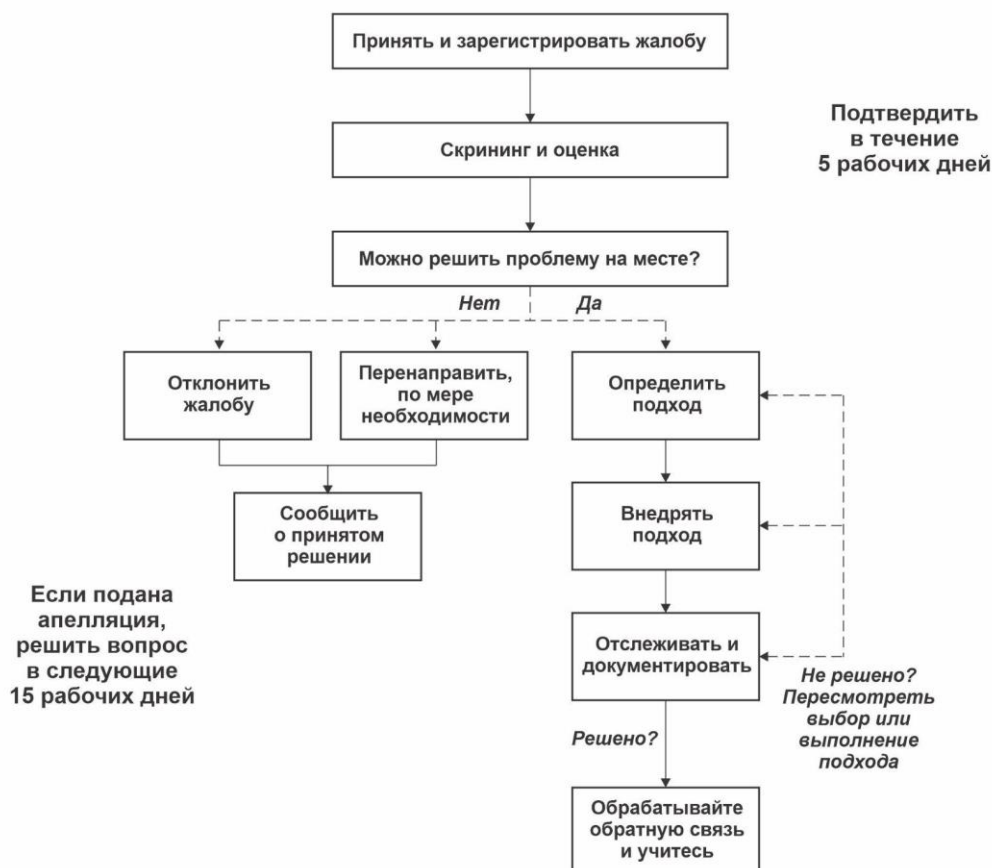 Принять и зарегистрировать жалобу
Подтвердить
в течение
5 рабочих дней
Скрининг и оценка
Можно решить проблему на месте?
Нет
Да
Отклонить
жалобу
Перенаправить,
по мере
необходимости
Определить
подход
Сообщить
о принятом
решении
Внедрять
подход
Если подана
апелляция,
решить вопрос
в следующие
15 рабочих дней
Отслеживать и
документировать
Не решено?
Пересмотреть
выбор или
выполнение
подхода
Решено?
Обрабатывайте
обратную связь
и учитесь